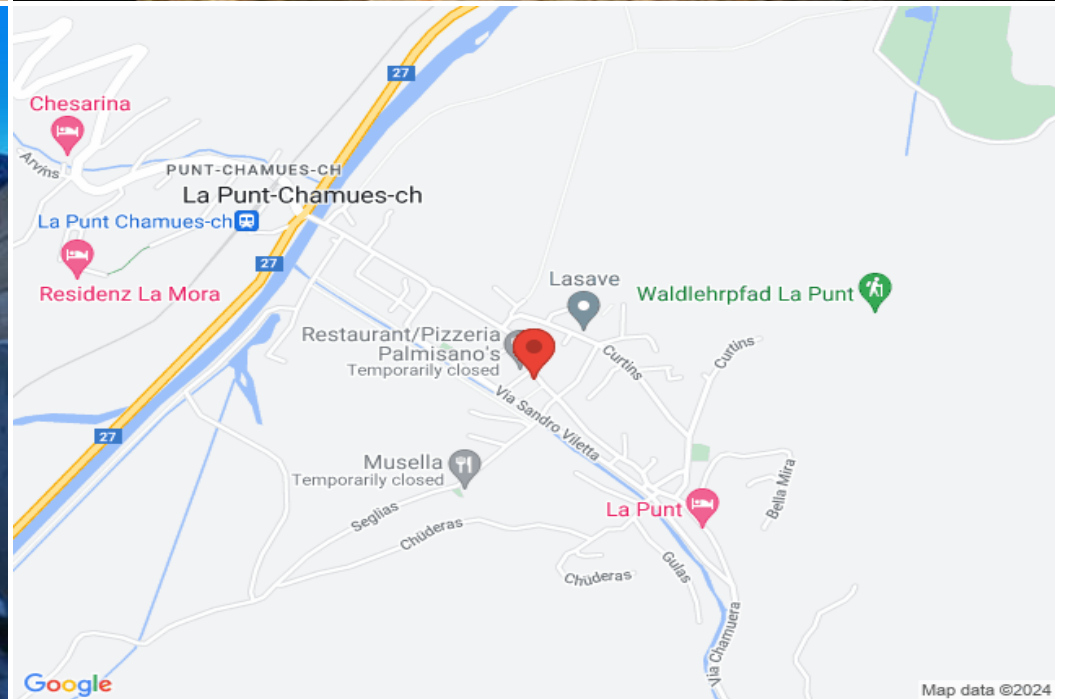 27
Chesarina
Arvins
PUNT-CHAMUES-CH
La Punt-Chamues-ch
La Punt Chamues-ch
27
Residenz La Mora
Lasave
Waldlehrpfad La Punt
Restaurant/Pizzeria
Palmisano's
Temporarily closed
Curtins
Curtins
Via Sandro Viletta
27
Musella
Temporarily closed
Bella Mira
La Punt
Seglias
Chüderas
Gulas
Chüderas
Via Chamuera
Google
Map data ©2024